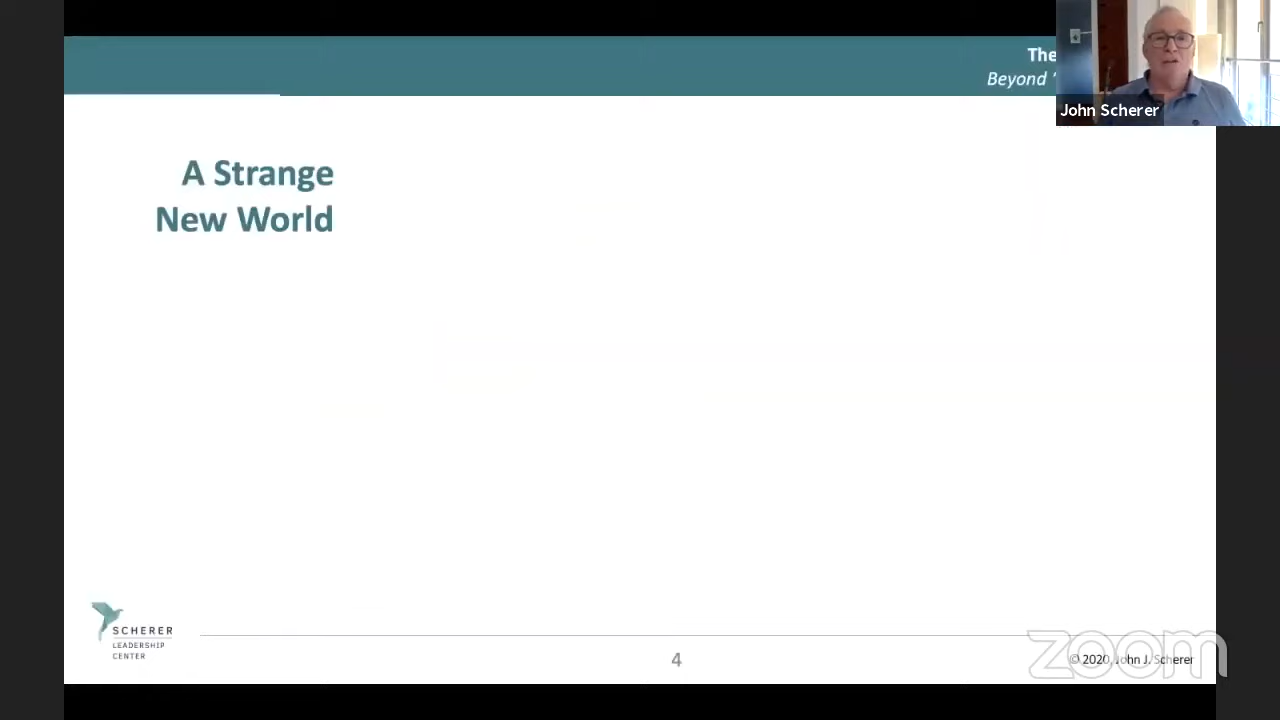 The
Beyond ‘
John Scherer
A Strange
New World
SCHERER
LEADERSHIP
CENTER
4
zoom
© 2020, John J. Scherer